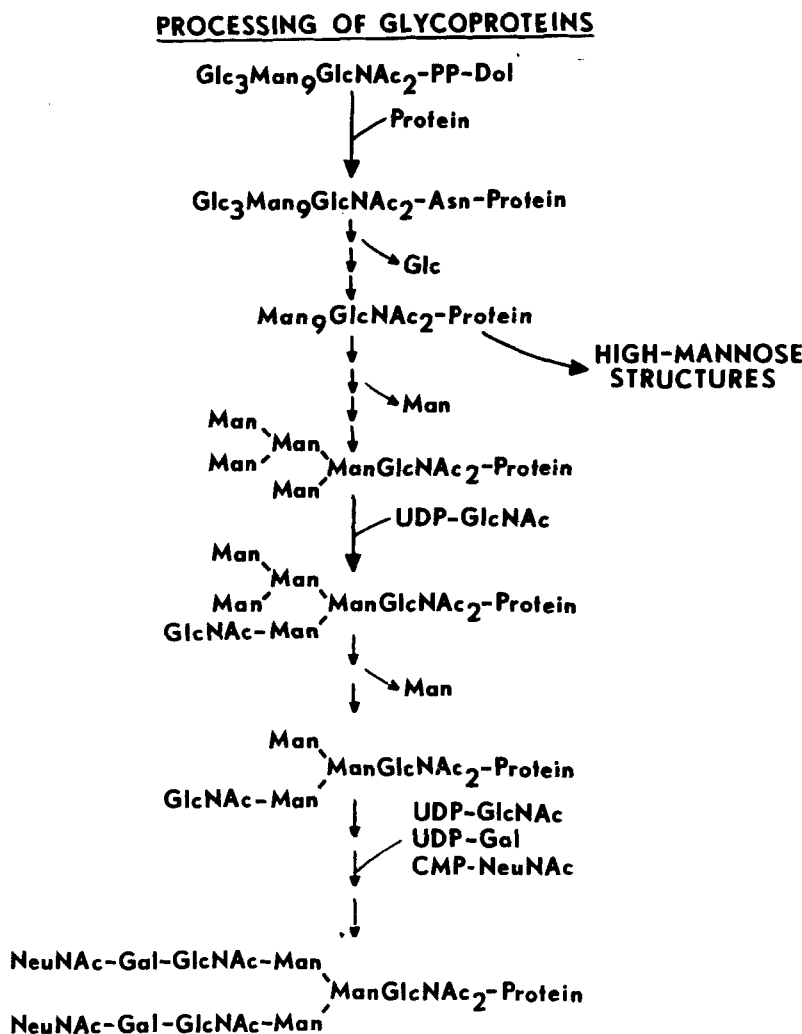 PROCESSING OF GLYCOPROTEINS
Glc3Man9GlcNAc2-PP-Dol
Protein
Glc3Man9GlcNAc2-Asn-Protein
Glc
Man9GlcNAc2-Protein
HIGH-MANNOSE
STRUCTURES
Man
Man
Man
Man
ManGlcNAc2-Protein
Man
UDP-GlcNAc
Man
Man
Man
ManGlcNAc2-Protein
GlcNAc-Man
Man
Man
ManGlcNAc2-Protein
GlcNAc-Man
UDP-GlcNAc
UDP-Gal
CMP-NeuNAc
NeuNAc-Gal-GlcNAc-Man
ManGlcNAc2-Protein
NeuNAc-Gal-GlcNAc-Man